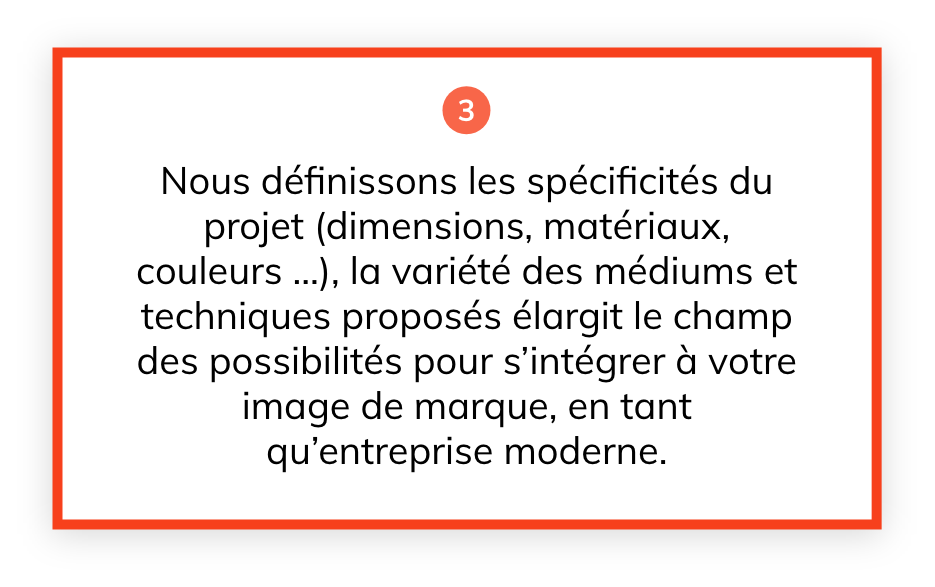 3
Nous définissons les spécificités du
projet (dimensions, matériaux,
couleurs ...), la variété des médiums et
techniques proposés élargit le champ
des possibilités pour s’intégrer à votre
image de marque, en tant
qu’entreprise moderne.